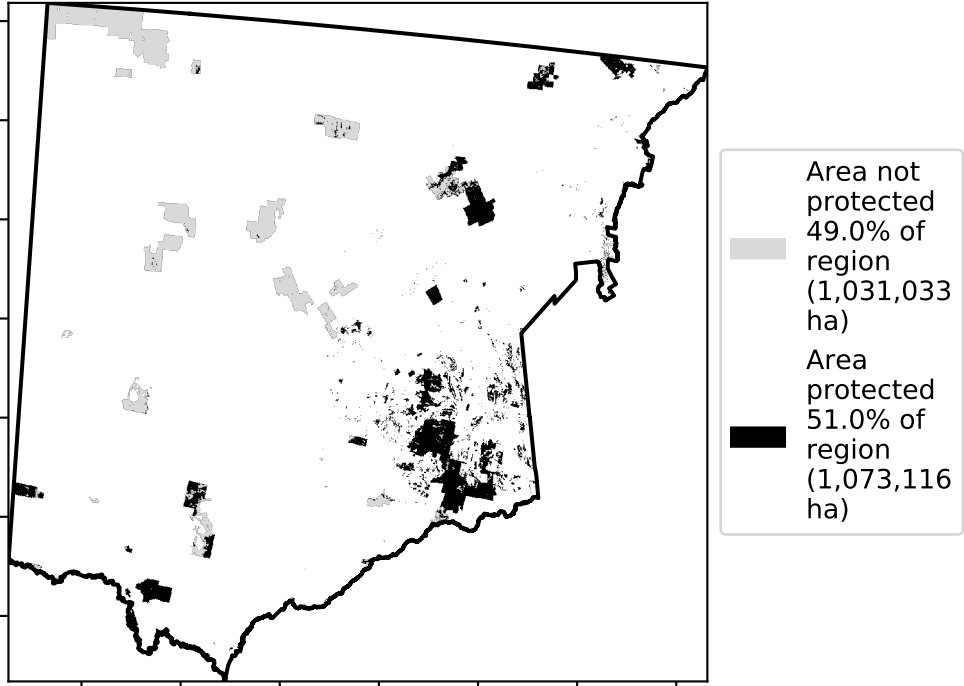 Area not
protected
49.0% of
region
(1,031,033
ha)
Area
protected
51.0% of
region
(1,073,116
ha)